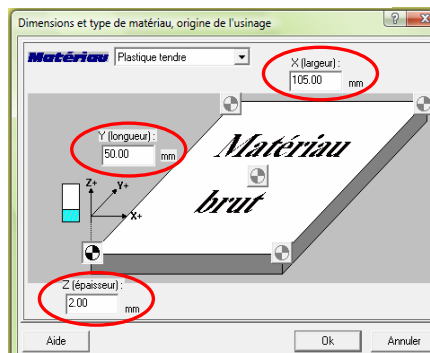 Dimensions et type de matériau, origine de l'usinage
Matériau Plastique tendre
X (largeur) :
105.00 mm
Y (longueur) :
50.00 mm
Matériau
brut
Z+
Y+
X+
Z (épaisseur) :
2.00 mm
Aide Ok Annuler